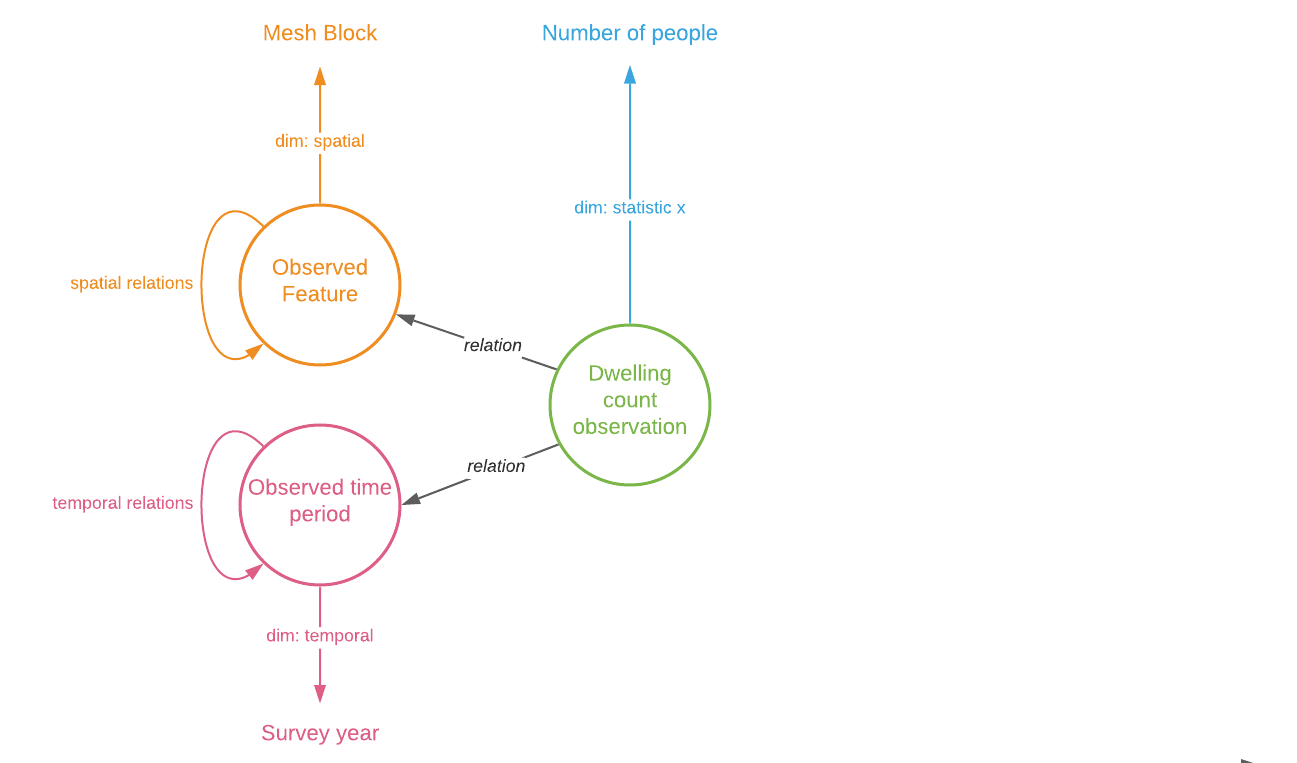 Mesh Block
Number of people
dim: spatial
dim: statistic x
Observed
Feature
spatial relations
relation
Dwelling
count
observation
relation
Observed time
period
temporal relations
dim: temporal
Survey year